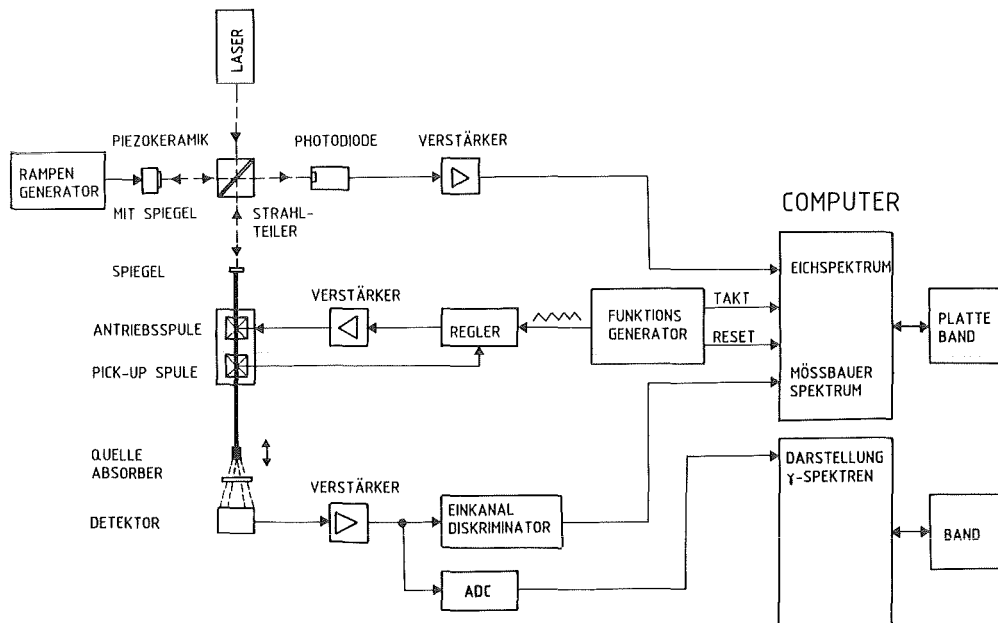 LASER
PIEZOKERAMIK
PHOTODIODE
VERSTÄRKER
RAMPEN
GENERATOR
MIT SPIEGEL
STRAHL-
TEILER
COMPUTER
SPIEGEL
EICHSPEKTRUM
VERSTÄRKER
TAKT
ANTRIEBSSPULE
REGLER
FUNKTIONS
GENERATOR
PLATTE
BAND
RESET
PICK-UP SPULE
MÖSSBAUER
SPEKTRUM
QUELLE
ABSORBER
DARSTELLUNG
γ-SPEKTREN
VERSTÄRKER
DETEKTOR
EINKANAL
DISKRIMINATOR
BAND
ADC